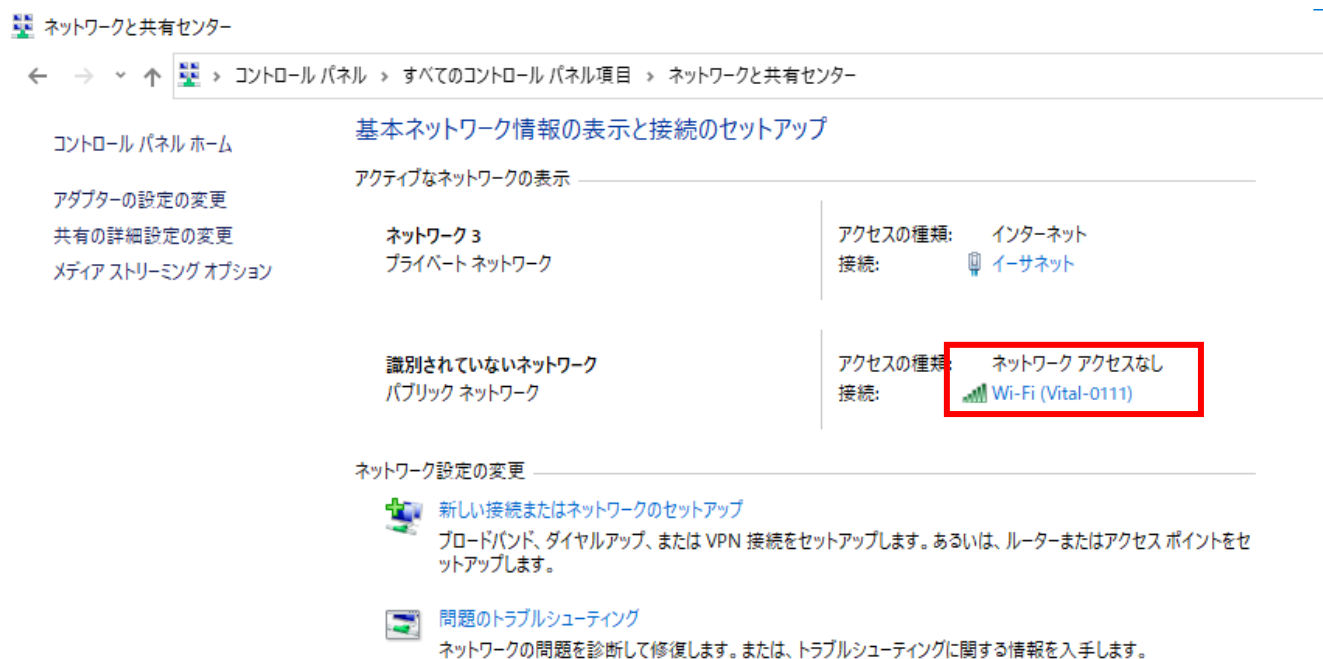 ネットワークと共有センター
コントロール パネル › すべてのコントロール パネル項目 › ネットワークと共有センター
コントロール パネル ホーム
アダプターの設定の変更
共有の詳細設定の変更
メディア ストリーミング オプション
基本ネットワーク情報の表示と接続のセットアップ
アクティブなネットワークの表示
ネットワーク 3
プライベート ネットワーク
アクセスの種類: インターネット
接続: イーサネット
識別されていないネットワーク
パブリック ネットワーク
アクセスの種類: ネットワーク アクセスなし
接続: Wi-Fi (Vital-0111)
ネットワーク設定の変更
新しい接続またはネットワークのセットアップ
ブロードバンド、ダイヤルアップ、または VPN 接続をセットアップします。あるいは、ルーターまたはアクセス ポイントをセ
ットアップします。
問題のトラブルシューティング
ネットワークの問題を診断して修復します。または、トラブルシューティングに関する情報を入手します。